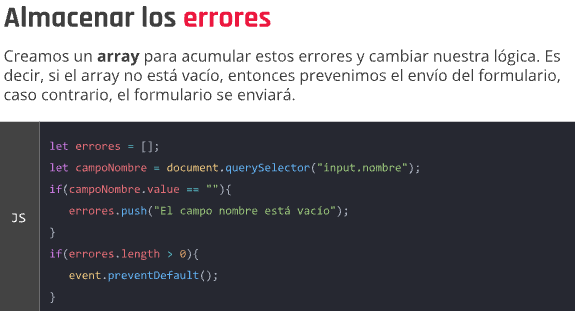 Almacenar los errores
Creamos un array para acumular estos errores y cambiar nuestra lógica. Es
decir, si el array no está vacío, entonces prevenimos el envío del formulario,
caso contrario, el formulario se enviará.
JS
let errores = [];
let campoNombre = document.querySelector("input.nombre");
if(campoNombre.value == ""){
errores.push("El campo nombre está vacío");
}
if(errores.length > 0){
event.preventDefault();
}